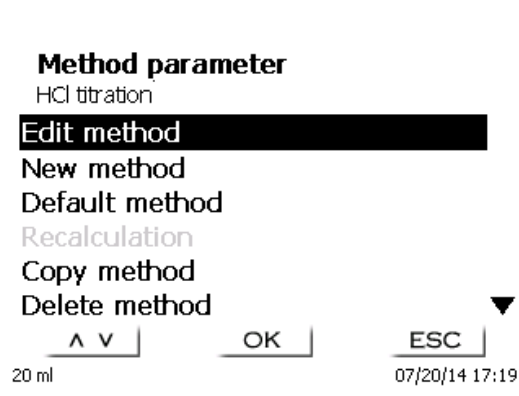 Method parameter
HCl titration
Edit method
New method
Default method
Recalculation
Copy method
Delete method
OK ESC
20 ml 07/20/14 17:19